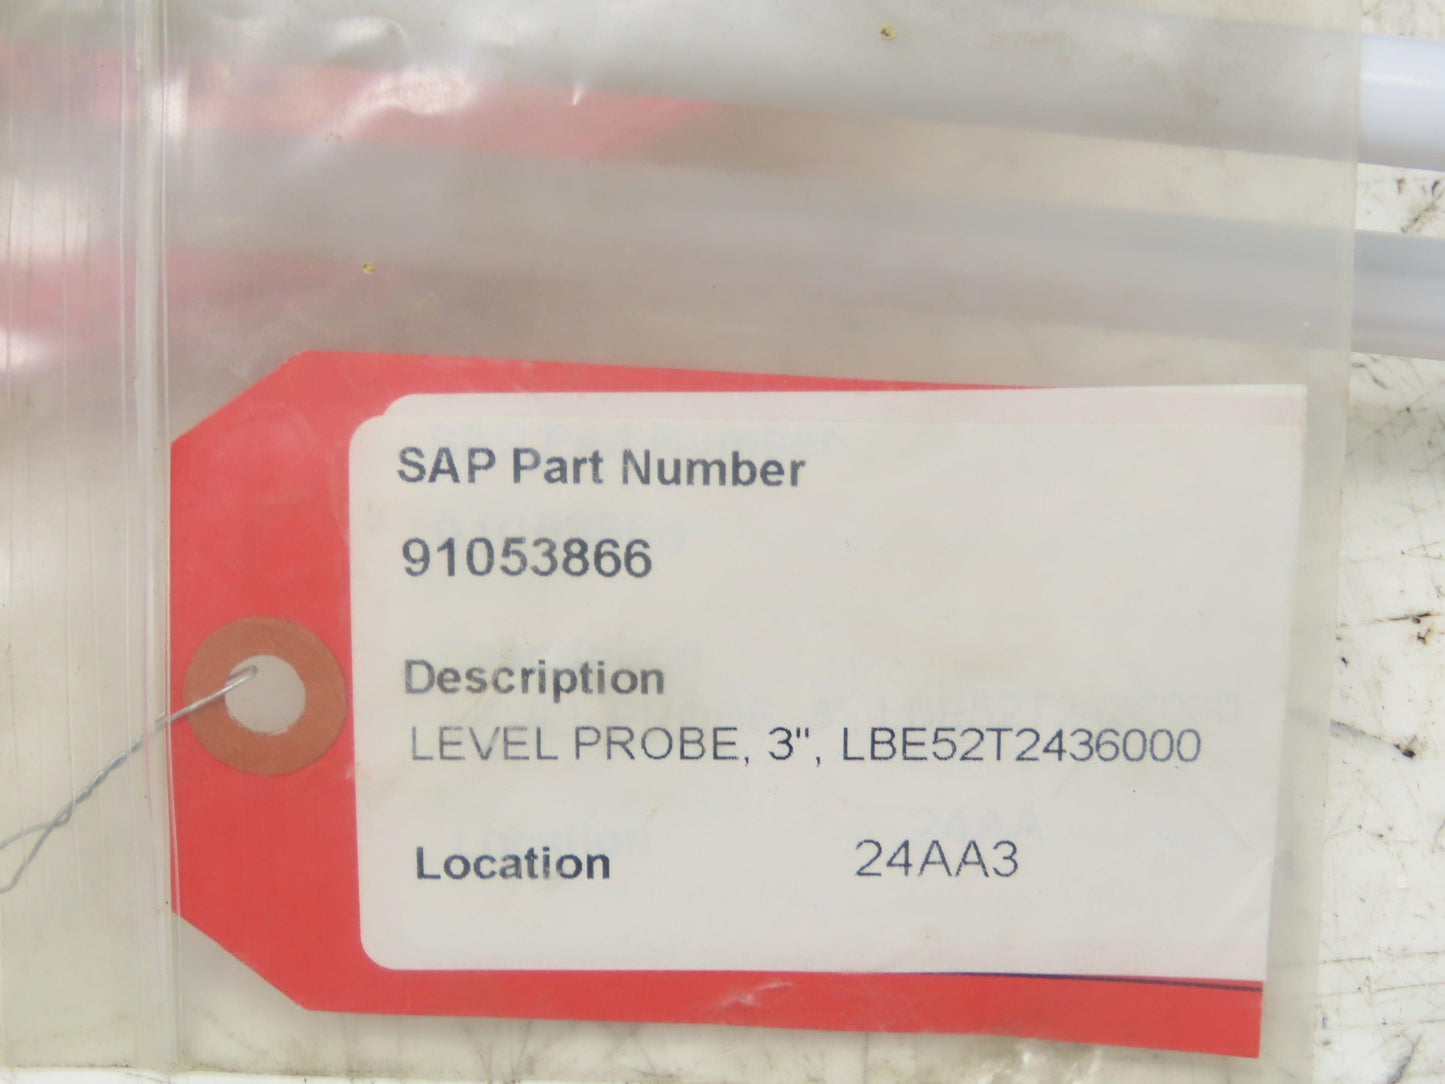 SAP Part Number
91053866
Description
LEVEL PROBE, 3", LBE52T2436000
Location 24AA3